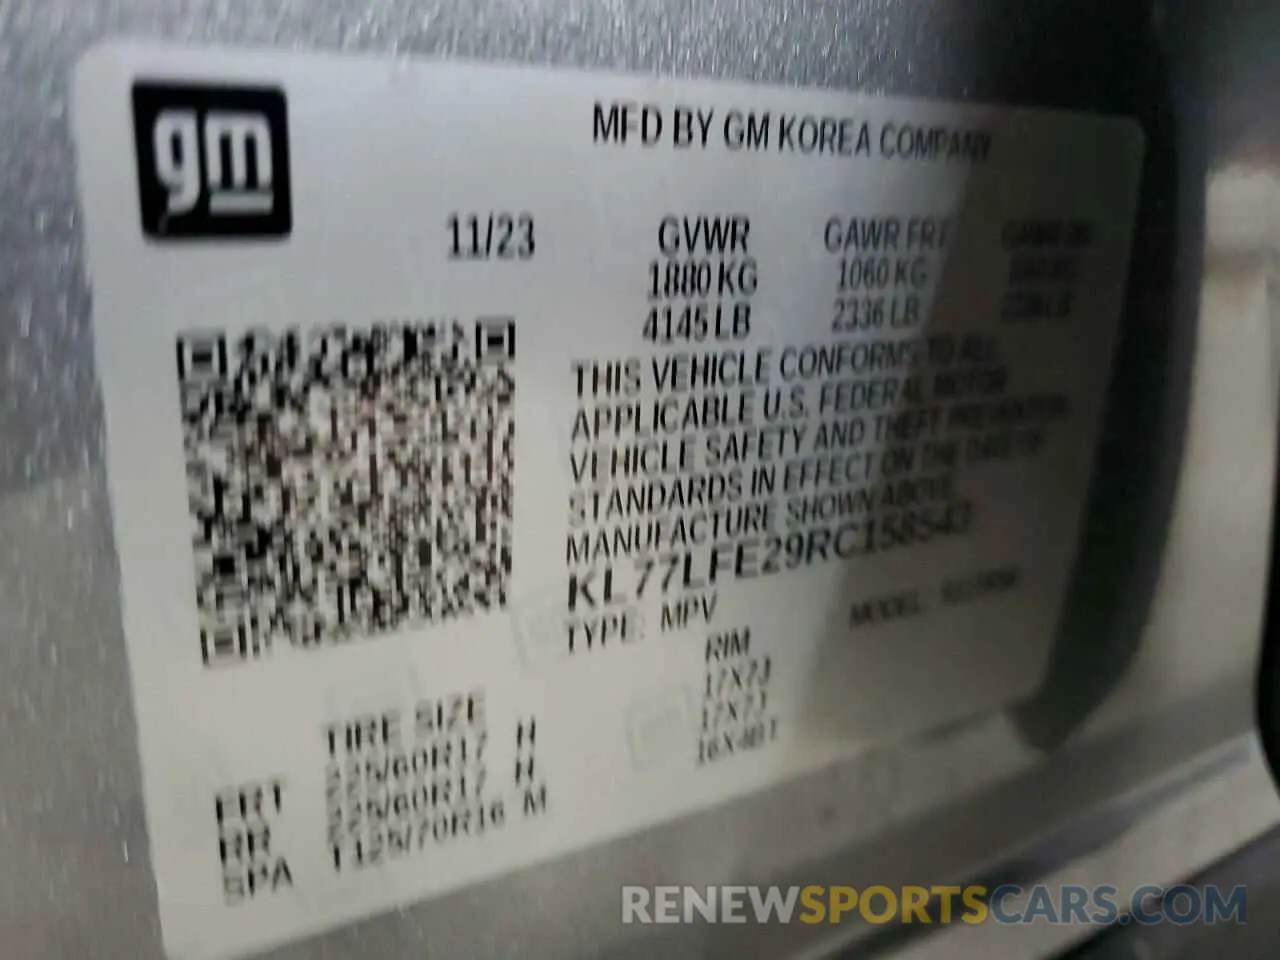 gm
MFD BY GM KOREA COMPANY
11/23 GVWR GAWR FRT
1880 KG 1060 KG
4145 LB 2336 LB
THIS VEHICLE CONFORMS TO ALL
APPLICABLE U.S. FEDERAL MOTOR
VEHICLE SAFETY AND THEFT PREVENTION
STANDARDS IN EFFECT ON THE DATE OF
MANUFACTURE SHOWN ABOVE.
KL77LFE29RC158543
TYPE: MPV MODEL:
TIRE SIZE RIM
FRT 225/60R17 H 17X7J
RR 225/60R17 H 17X7J
SPA T125/70R16 M 16X4BT
RENEWSPORTSCARS.COM